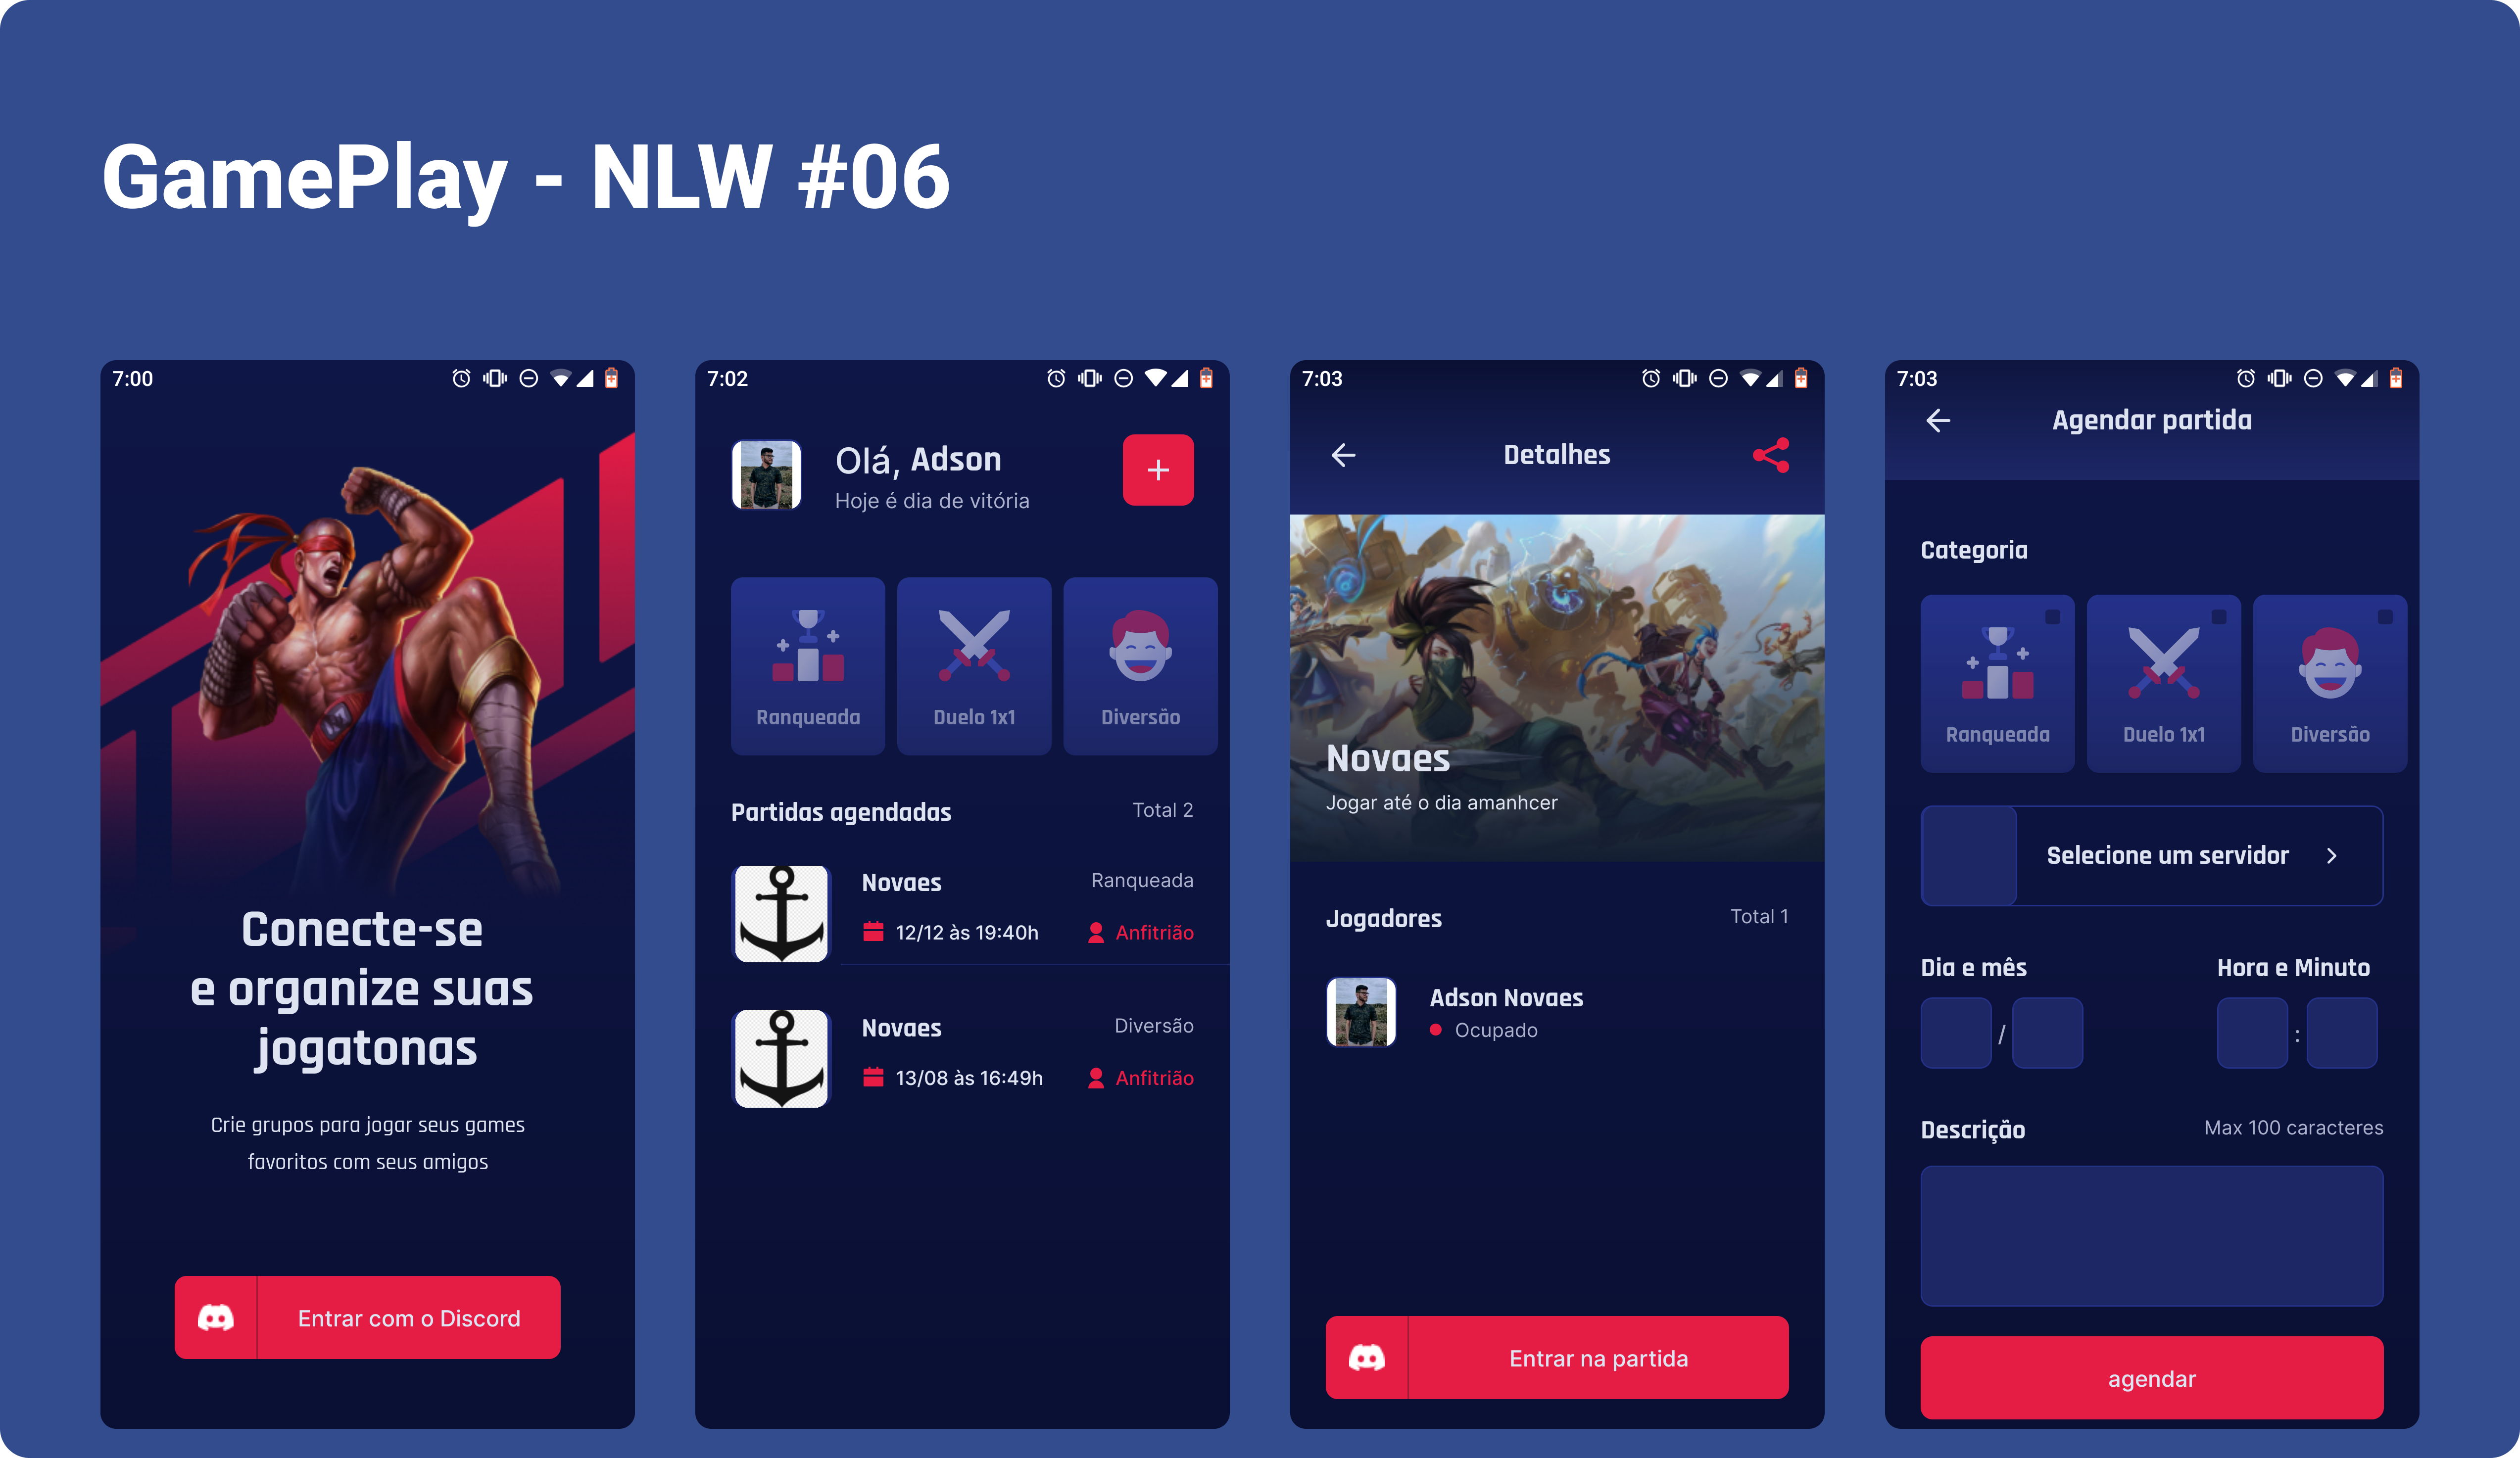 GamePlay - NLW #06
7:00
Conecte-se
e organize suas
jogatonas
Crie grupos para jogar seus games
favoritos com seus amigos
Entrar com o Discord
7:02
Olá, Adson
Hoje é dia de vitória
Ranqueada
Duelo 1x1
Diversão
Partidas agendadas
Total 2
Novaes
Ranqueada
12/12 às 19:40h
Anfitrião
Novaes
Diversão
13/08 às 16:49h
Anfitrião
7:03
Detalhes
Novaes
Jogar até o dia amanhcer
Jogadores
Total 1
Adson Novaes
Ocupado
Entrar na partida
7:03
Agendar partida
Categoria
Ranqueada
Duelo 1x1
Diversão
Selecione um servidor
Dia e mês
Hora e Minuto
/
:
Descrição
Max 100 caracteres
agendar